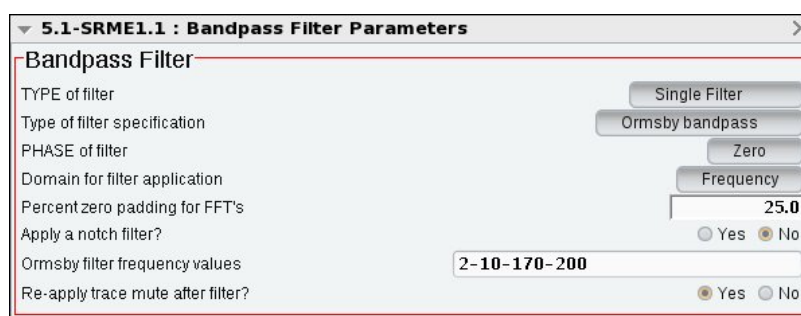 5.1-SRME1.1 : Bandpass Filter Parameters
Bandpass Filter
TYPE of filter Single Filter
Type of filter specification Ormsby bandpass
PHASE of filter Zero
Domain for filter application Frequency
Percent zero padding for FFT's 25.0
Apply a notch filter? Yes No
Ormsby filter frequency values 2-10-170-200
Re-apply trace mute after filter? Yes No